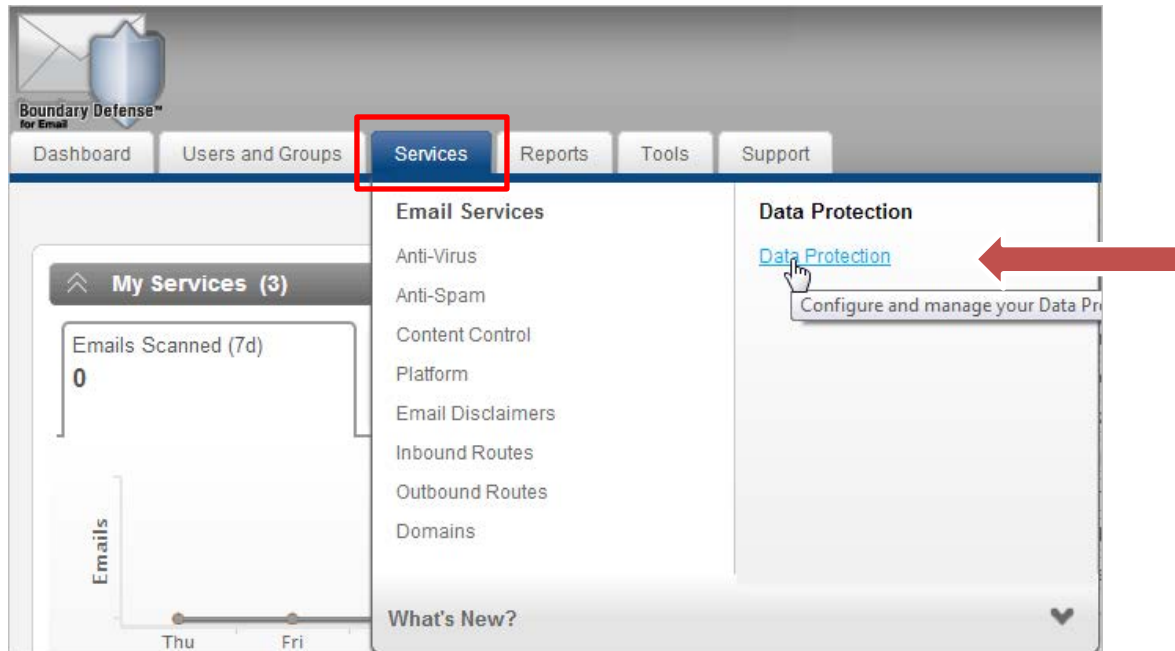 Boundary Defense™
for Email
Dashboard
Users and Groups
Services
Reports
Tools
Support
Email Services
Anti-Virus
Anti-Spam
Content Control
Platform
Email Disclaimers
Inbound Routes
Outbound Routes
Domains
Data Protection
Data Protection
Configure and manage your Data Pr
My Services (3)
Emails Scanned (7d)
0
Emails
Thu Fri
What's New?